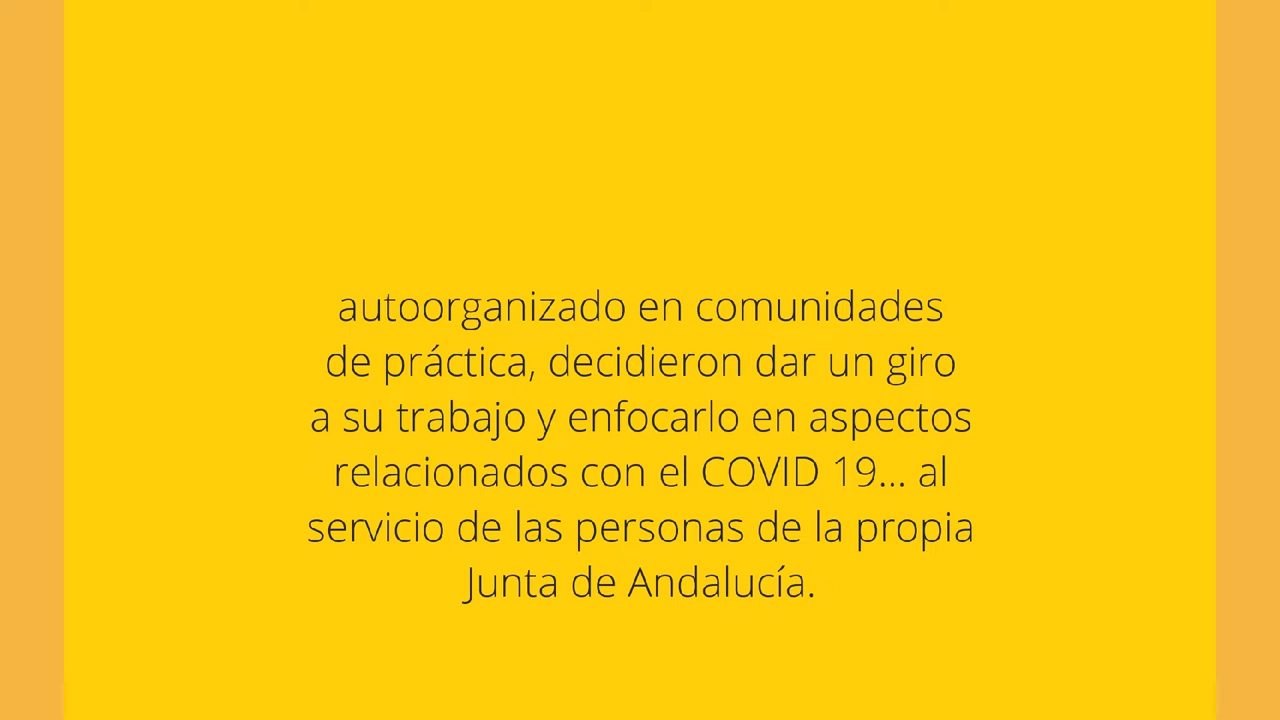 autoorganizado en comunidades
de práctica, decidieron dar un giro
a su trabajo y enfocarlo en aspectos
relacionados con el COVID 19... al
servicio de las personas de la propia
Junta de Andalucía.